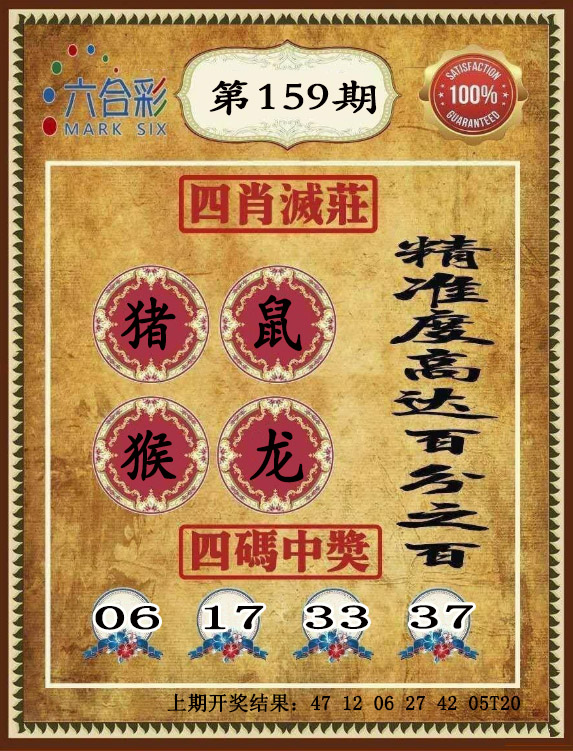 六合彩
MARK SIX
第159期
SATISFACTION
100%
GUARANTEED
四肖滅莊
猪 鼠
猴 龙
精准度高达百分之百
四碼中獎
06 17 33 37
上期开奖结果：47 12 06 27 42 05T20